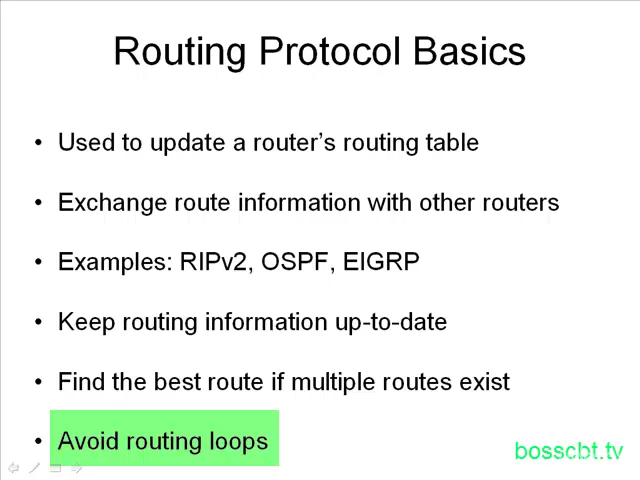 Routing Protocol Basics
• Used to update a router's routing table
• Exchange route information with other routers
• Examples: RIPv2, OSPF, EIGRP
• Keep routing information up-to-date
• Find the best route if multiple routes exist
• Avoid routing loops
bosscbt.tv